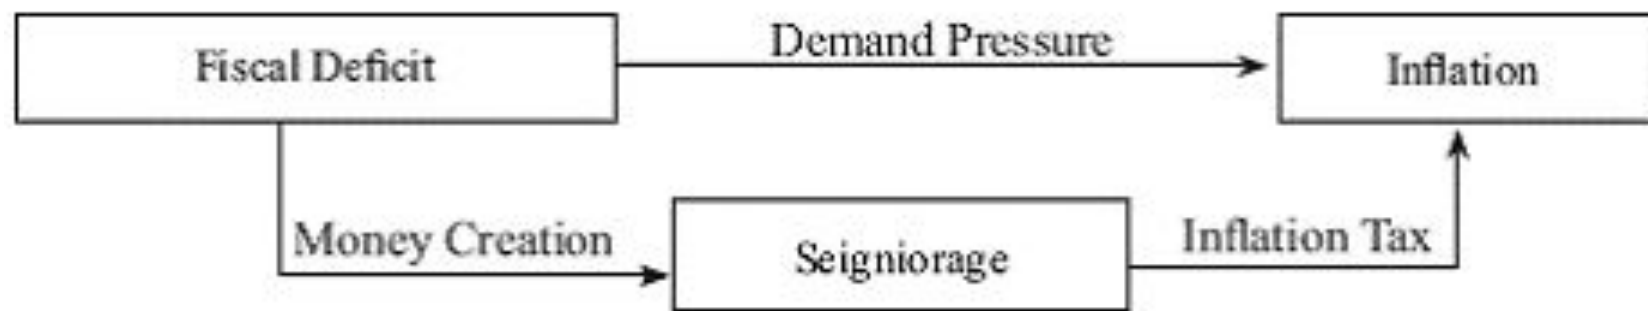 Fiscal Deficit
Demand Pressure
Inflation
Money Creation
Seigniorage
Inflation Tax